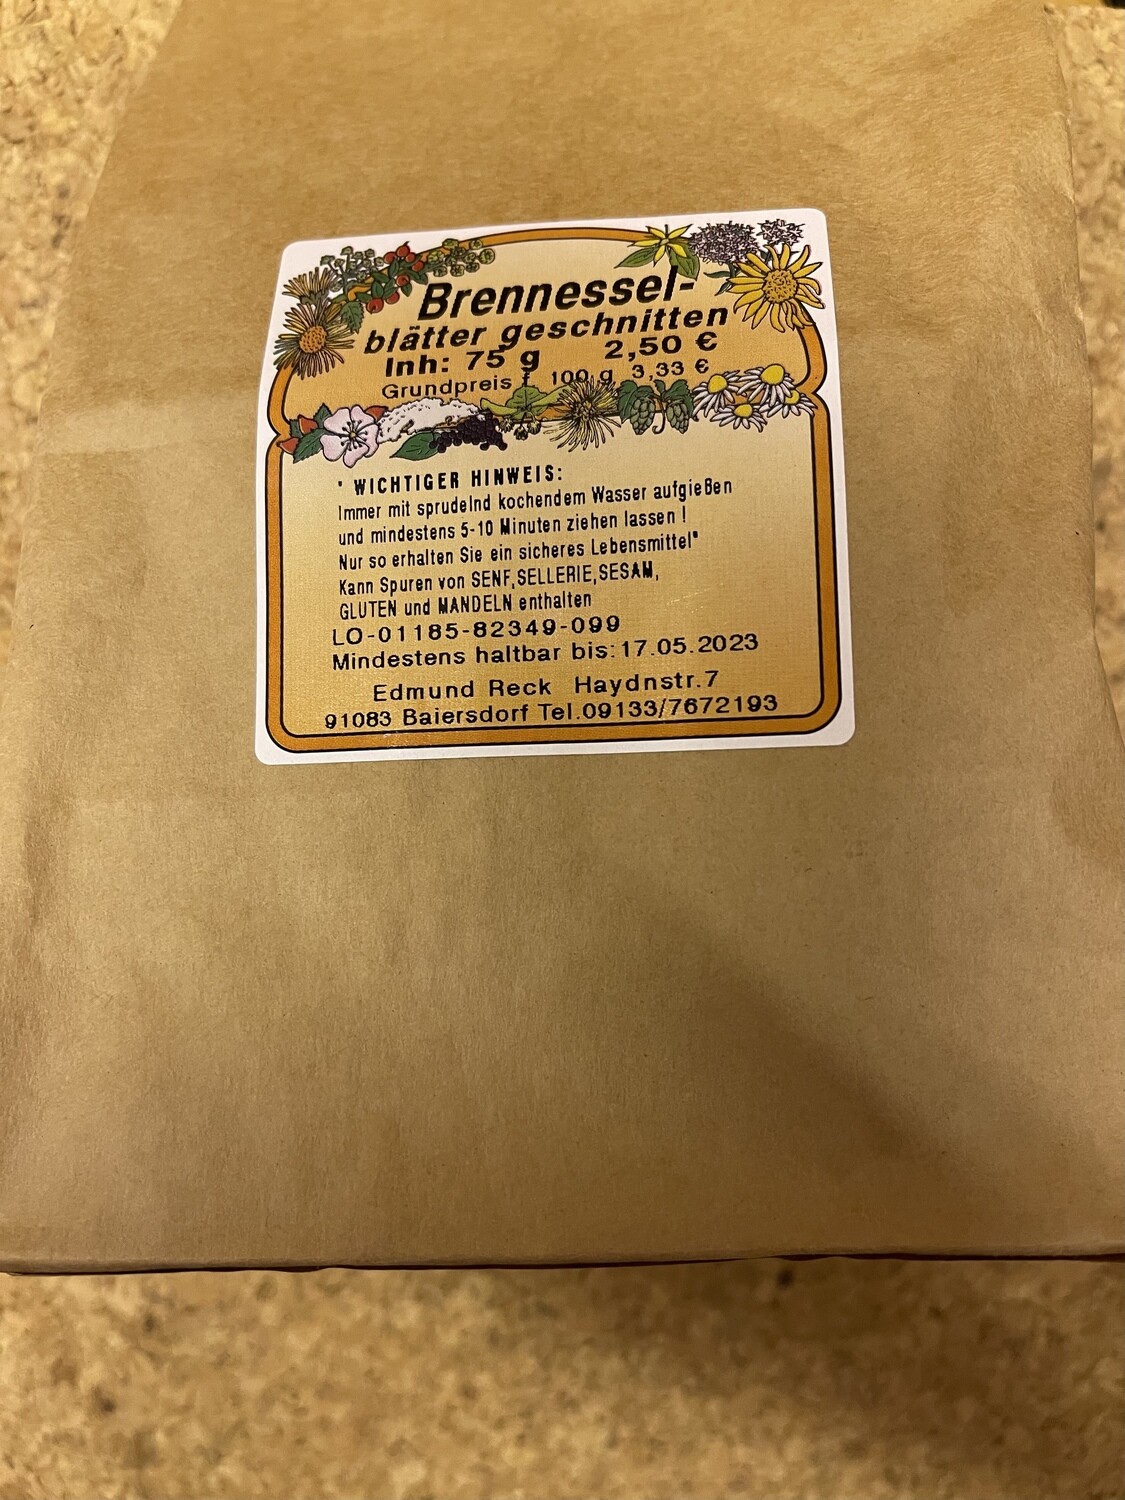 Brennessel-
blätter geschnitten
Inh: 75 g 2,50 €
Grundpreis f. 100 g 3,33 €
" WICHTIGER HINWEIS:
Immer mit sprudelnd kochendem Wasser aufgießen
und mindestens 5-10 Minuten ziehen lassen !
Nur so erhalten Sie ein sicheres Lebensmittel"
Kann Spuren von SENF,SELLERIE,SESAM,
GLUTEN und MANDELN enthalten
LO-01185-82349-099
Mindestens haltbar bis:17.05.2023
Edmund Reck Haydnstr.7
91083 Baiersdorf Tel.09133/7672193